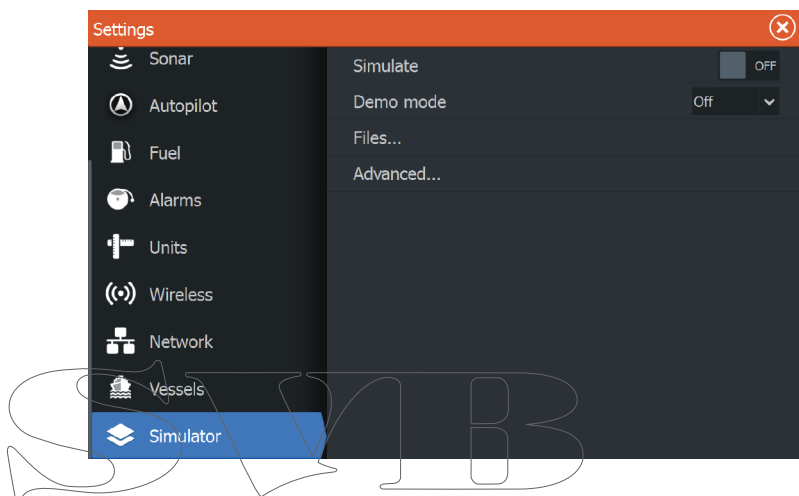 Settings
Sonar
Autopilot
Fuel
Alarms
Units
Wireless
Network
Vessels
Simulator
Simulate OFF
Demo mode Off
Files...
Advanced...
SVB